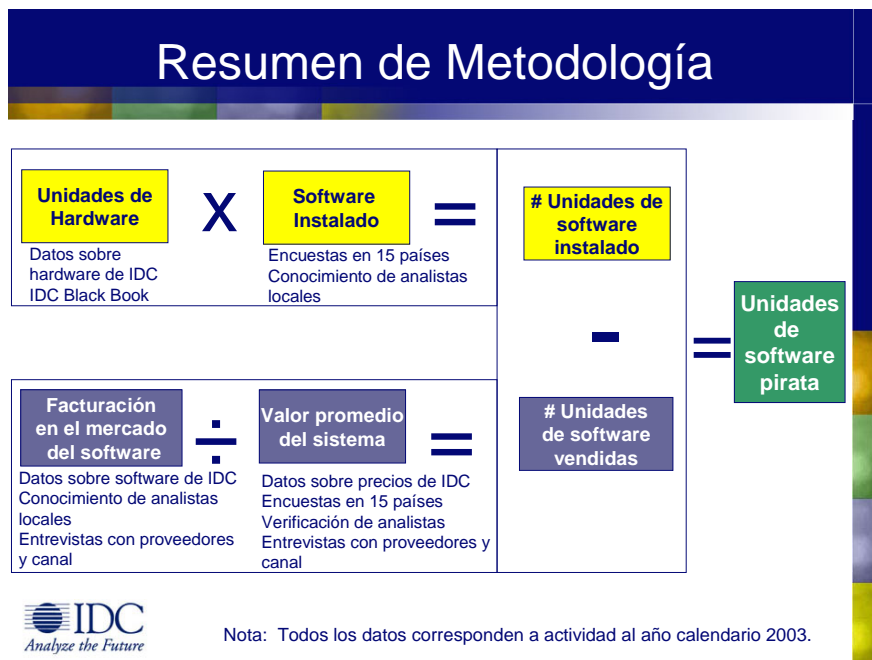 Resumen de Metodología
Unidades de
Hardware
X
Software
Instalado
=
# Unidades de
software
instalado
Datos sobre
hardware de IDC
IDC Black Book
Encuestas en 15 países
Conocimiento de analistas
locales
-
=
Unidades
de
software
pirata
Facturación
en el mercado
del software
÷
Valor promedio
del sistema
=
# Unidades
de software
vendidas
Datos sobre software de IDC
Conocimiento de analistas
locales
Entrevistas con proveedores
y canal
Datos sobre precios de IDC
Encuestas en 15 países
Verificación de analistas
Entrevistas con proveedores y
canal
IDC
Analyze the Future
Nota: Todos los datos corresponden a actividad al año calendario 2003.